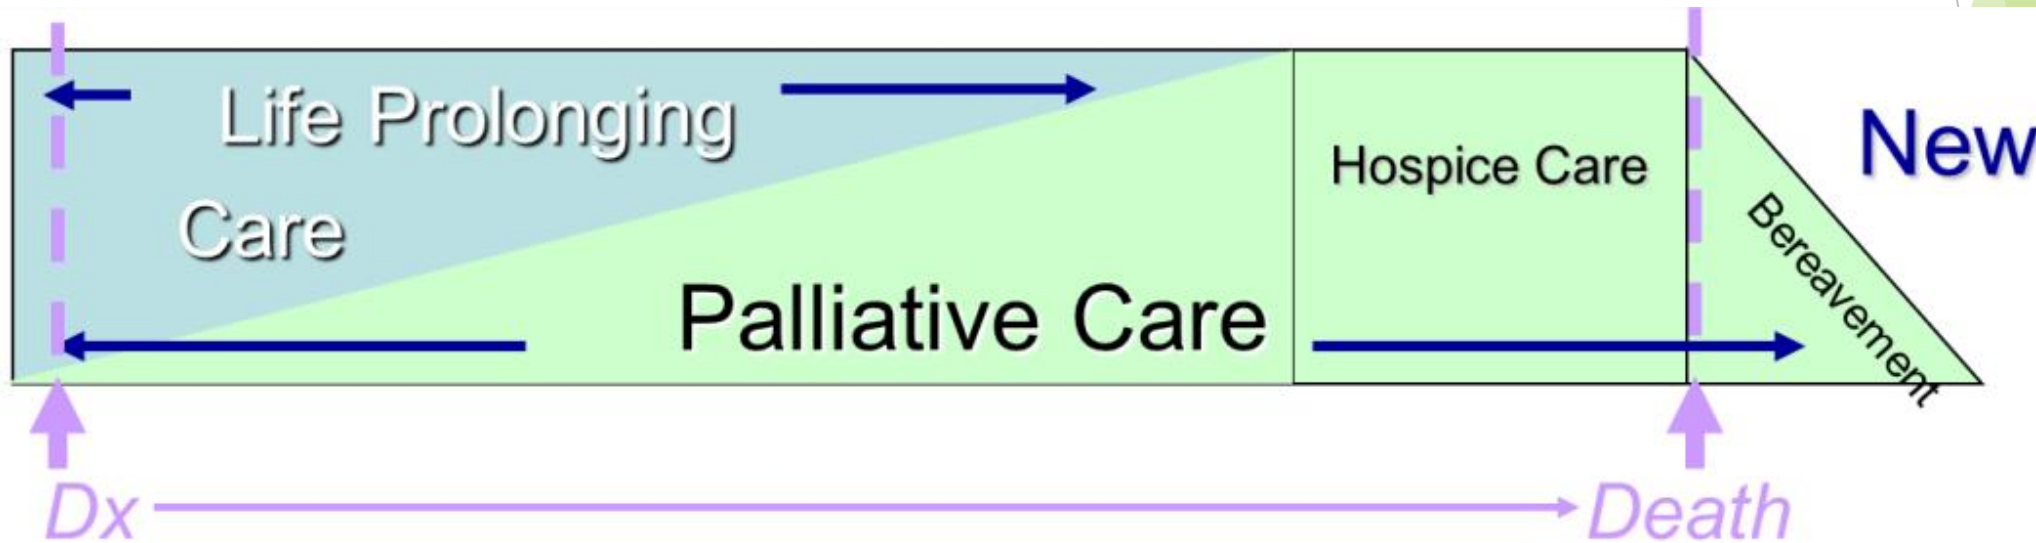 Life Prolonging
Care
Palliative Care
Hospice Care
Bereavement
New
Dx
Death